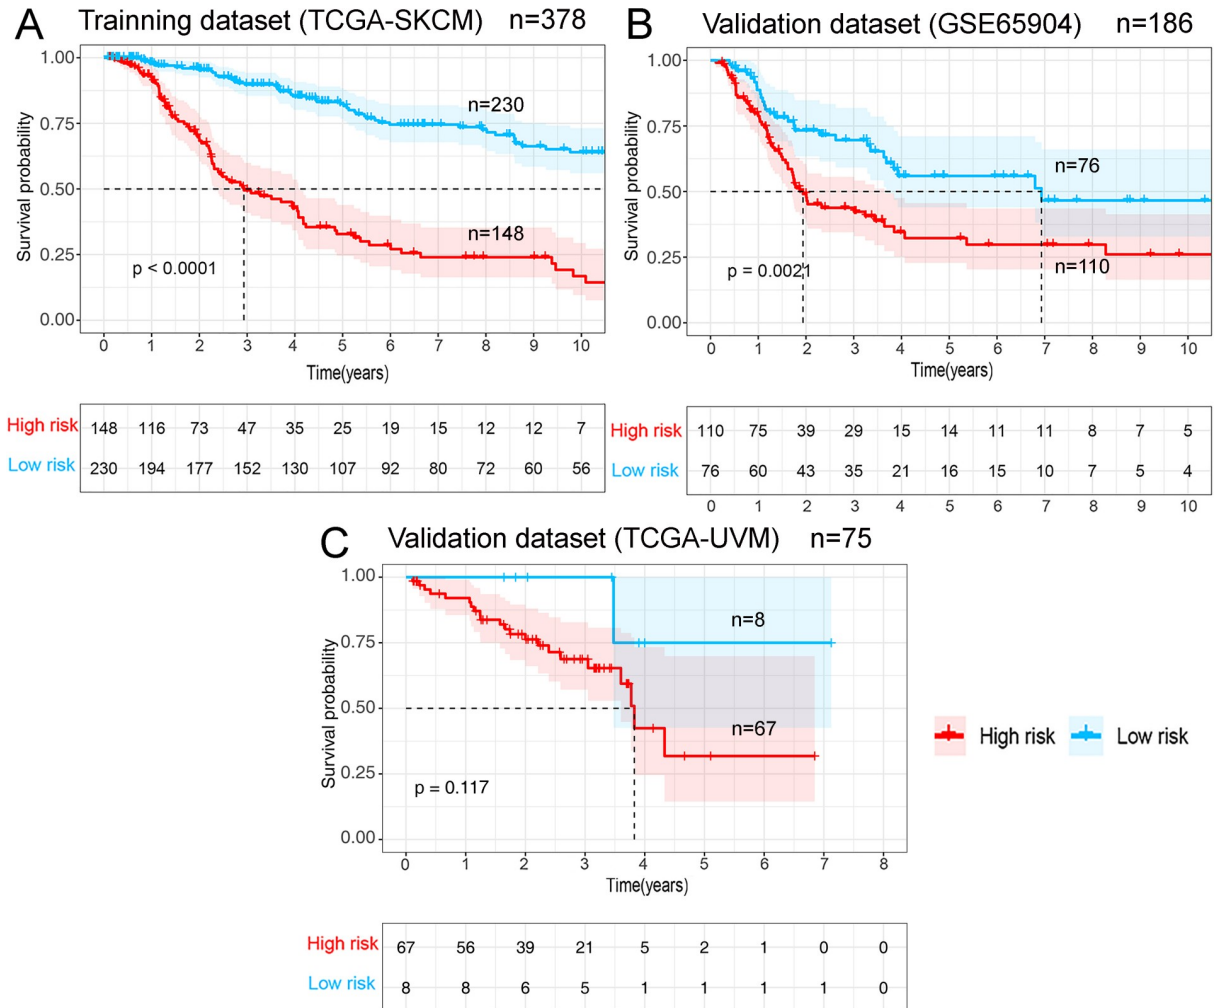 A Trainning dataset (TCGA-SKCM) n=378
Survival probability
1.00
0.75
0.50
0.25
0.00
n=230
n=148
p < 0.0001
0 1 2 3 4 5 6 7 8 9 10
Time(years)
High risk 148 116 73 47 35 25 19 15 12 12 7
Low risk 230 194 177 152 130 107 92 80 72 60 56
B Validation dataset (GSE65904) n=186
Survival probability
1.00
0.75
0.50
0.25
0.00
n=76
n=110
p = 0.0021
0 1 2 3 4 5 6 7 8 9 10
Time(years)
High risk 110 75 39 29 15 14 11 11 8 7 5
Low risk 76 60 43 35 21 16 15 10 7 5 4
0 1 2 3 4 5 6 7 8 9 10
C Validation dataset (TCGA-UVM) n=75
Survival probability
1.00
0.75
0.50
0.25
0.00
n=8
n=67
p = 0.117
0 1 2 3 4 5 6 7 8
Time(years)
High risk 67 56 39 21 5 2 1 0 0
Low risk 8 8 6 5 1 1 1 1 0
High risk Low risk